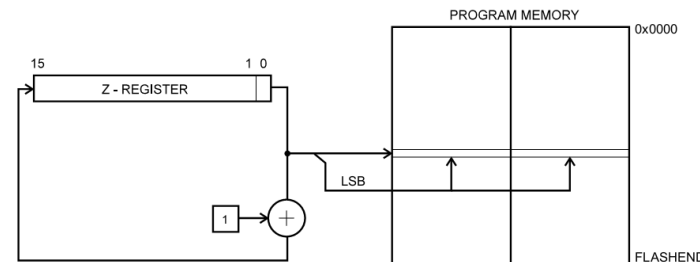 PROGRAM MEMORY
0x0000
15
1 0
Z - REGISTER
LSB
1
FLASHEND